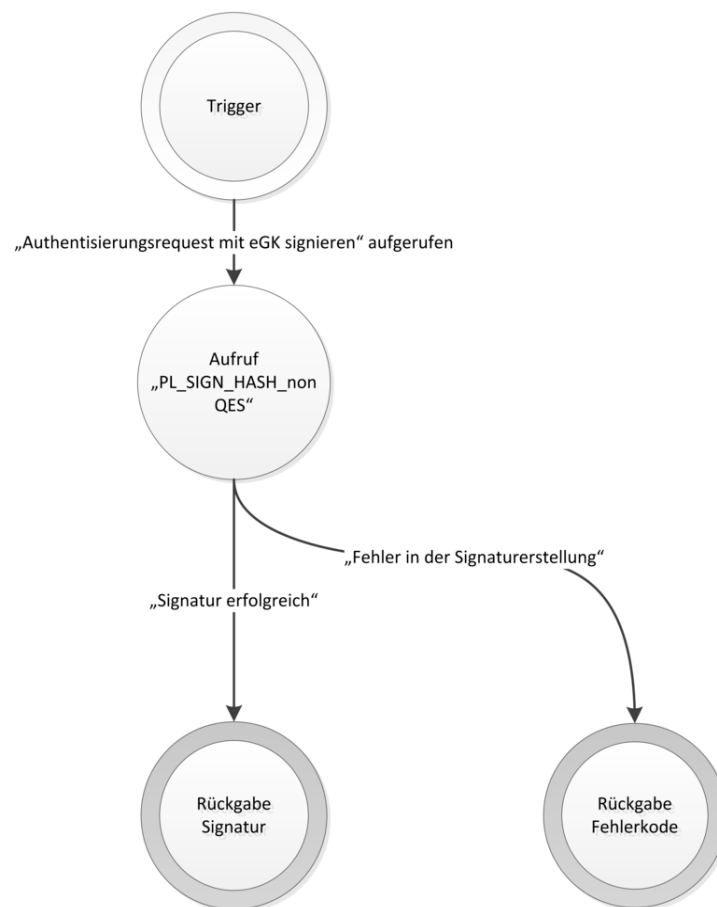 Trigger
„Authentisierungsrequest mit eGK signieren“ aufgerufen
Aufruf
„PL_SIGN_HASH_non
QES“
„Fehler in der Signaturerstellung“
„Signatur erfolgreich“
Rückgabe
Signatur
Rückgabe
Fehlerkode